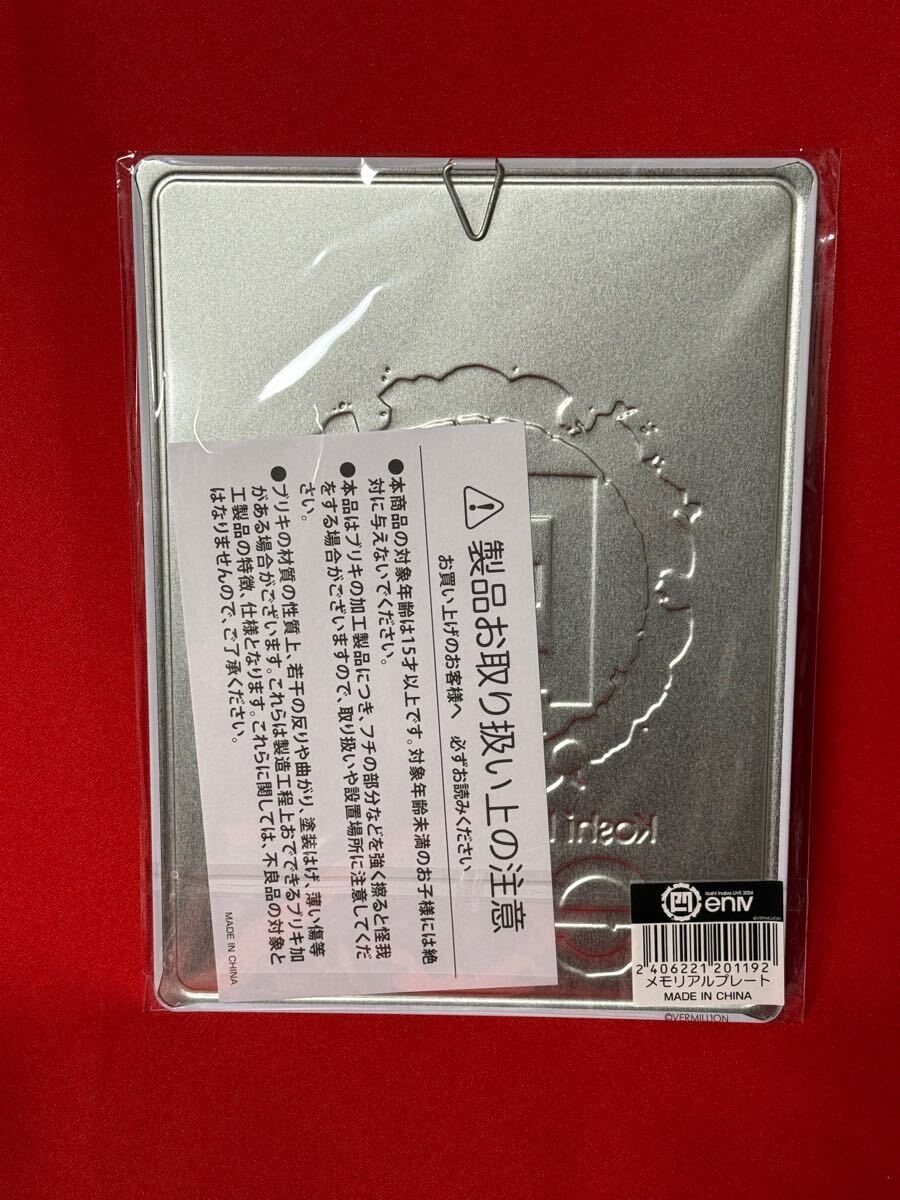 ⚠ 製品お取り扱い上の注意
お買い上げのお客様へ 必ずお読みください
●本商品の対象年齢は15才以上です。対象年齢未満のお子様には絶
対に与えないでください。
●本品はブリキの加工製品につき、フチの部分などを強く擦ると怪我
をする場合がございますので、取り扱いや設置場所に注意してくだ
さい。
●ブリキの材質の性質上、若干の反りや曲がり、塗装はげ、薄い傷等
がある場合がございます。これらは製造工程上おでできるブリキ加
工製品の特徴、仕様となります。これらに関しては、不良品の対象と
はなりませんので、ご了承ください。
MADE IN CHINA
Koshi
Koshi Inaba LIVE 2024
enIV
©VERMILLION
2 406221 201192
メモリアルプレート
MADE IN CHINA
©VERMILLION